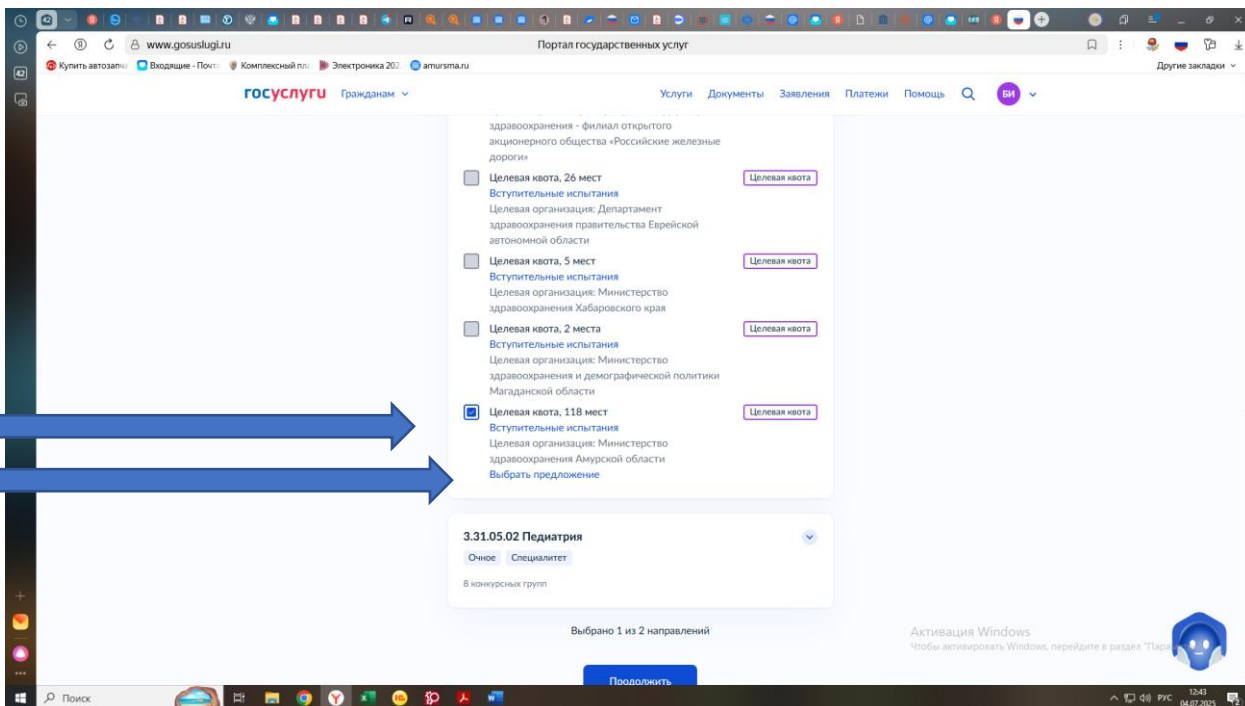 42
www.gosuslugi.ru
Портал государственных услуг
42
Купить автозапча
Входящие - Почта
Комплексный пла
Электроника 202
amursma.ru
Другие закладки
госуслуги
Гражданам
Услуги
Документы
Заявления
Платежи
Помощь
БИ
здравоохранения - филиал открытого
акционерного общества «Российские железные
дороги»
Целевая квота, 26 мест
Целевая квота
Вступительные испытания
Целевая организация: Департамент
здравоохранения правительства Еврейской
автономной области
Целевая квота, 5 мест
Целевая квота
Вступительные испытания
Целевая организация: Министерство
здравоохранения Хабаровского края
Целевая квота, 2 места
Целевая квота
Вступительные испытания
Целевая организация: Министерство
здравоохранения и демографической политики
Магаданской области
Целевая квота, 118 мест
Целевая квота
Вступительные испытания
Целевая организация: Министерство
здравоохранения Амурской области
Выбрать предложение
3.31.05.02 Педиатрия
Очное
Специалитет
8 конкурсных групп
Выбрано 1 из 2 направлений
Активация Windows
Чтобы активировать Windows, перейдите в раздел "Пара
Продолжить
Поиск
РУС
12:43
04.07.2025